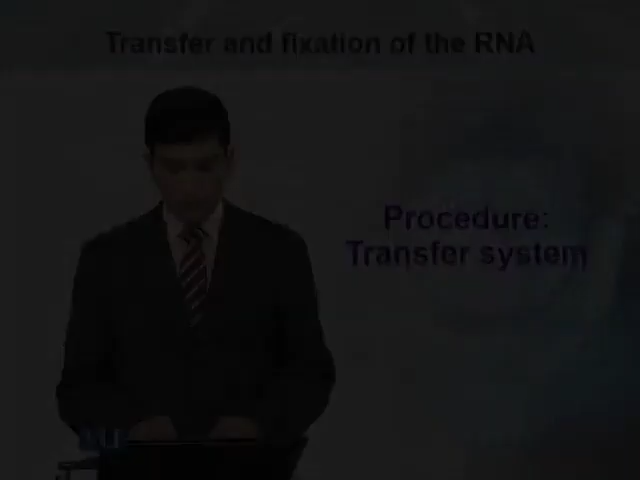 Transfer and fixation of the RNA
Procedure:
Transfer system